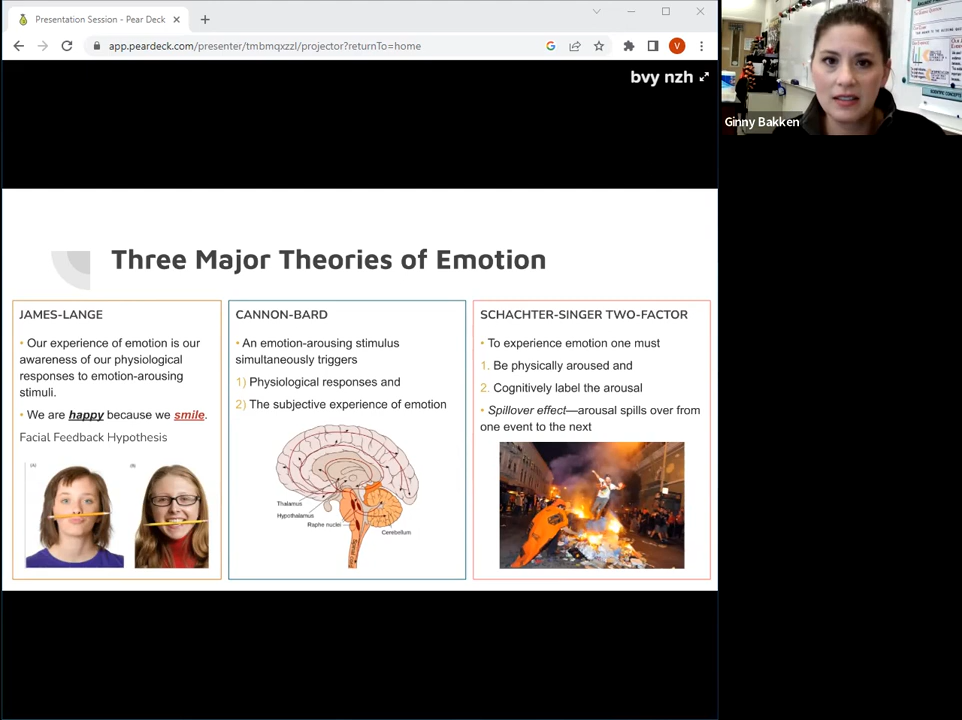 Presentation Session - Pear Deck
app.peardeck.com/presenter/tmbmqxzzl/projector?returnTo=home
V
bvy nzh
Ginny Bakken
Three Major Theories of Emotion
JAMES-LANGE
• Our experience of emotion is our
awareness of our physiological
responses to emotion-arousing
stimuli.
• We are happy because we smile.
Facial Feedback Hypothesis
(A)
(B)
CANNON-BARD
• An emotion-arousing stimulus
simultaneously triggers
1) Physiological responses and
2) The subjective experience of emotion
Thalamus
Hypothalamus
Raphe nuclei
Cerebellum
Spinal cord
SCHACHTER-SINGER TWO-FACTOR
• To experience emotion one must
1. Be physically aroused and
2. Cognitively label the arousal
• Spillover effect—arousal spills over from
one event to the next